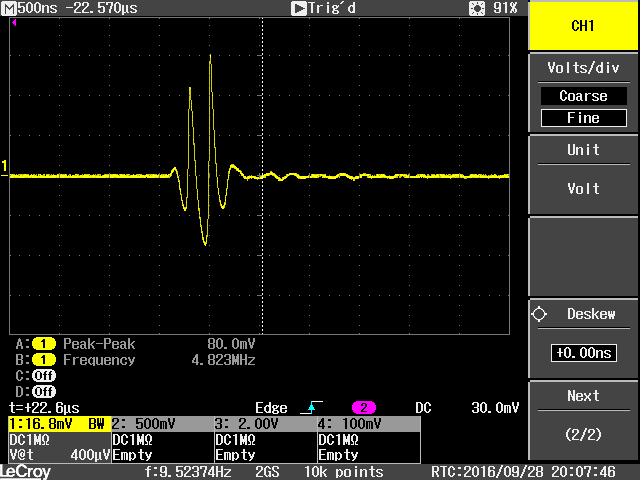 M 500ns -22.570µs Trig'd 91%
CH1
Volts/div
Coarse
Fine
Unit
Volt
1
Deskew
+0.00ns
Next
(2/2)
A: 1 Peak-Peak 80.0mV
B: 1 Frequency 4.823MHz
C: Off
D: Off
t=+22.6µs Edge 2 DC 30.0mV
1:16.8mV BW 2: 500mV 3: 2.00V 4: 100mV
DC1MΩ DC1MΩ DC1MΩ DC1MΩ
V@t 400µV Empty Empty Empty
LeCroy f:9.52374Hz 2GS 10k points RTC:2016/09/28 20:07:46